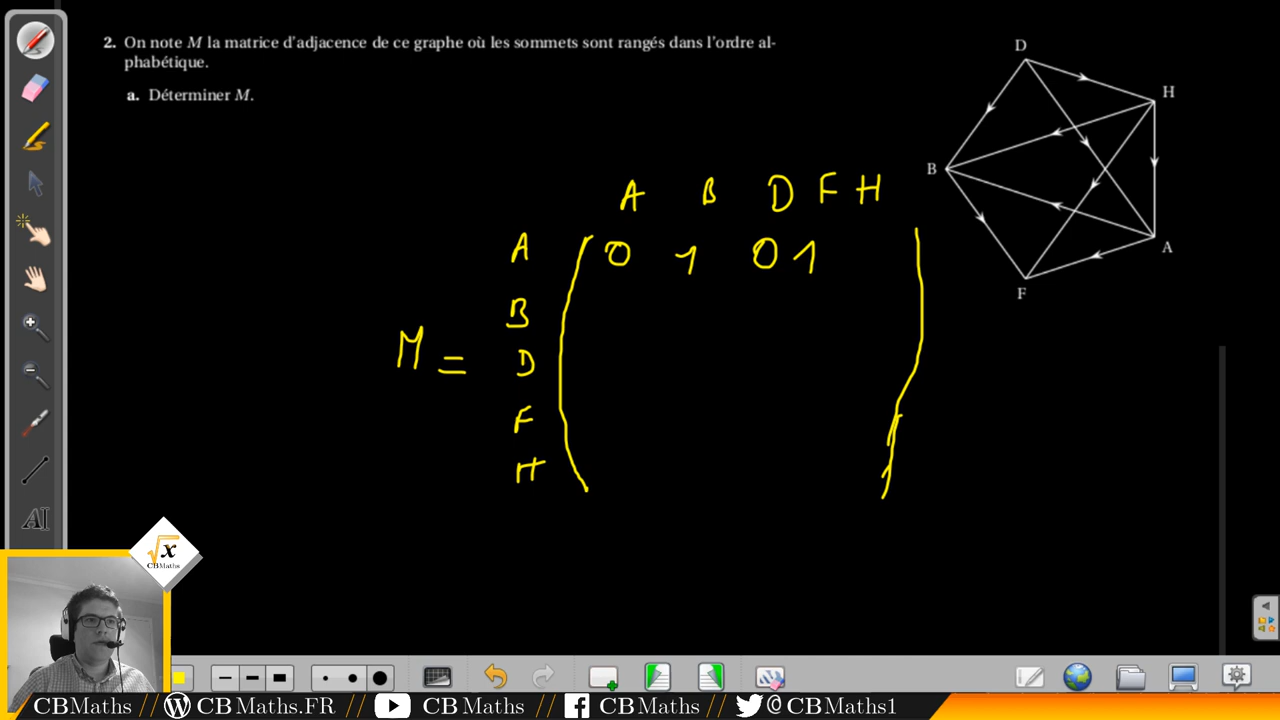 2. On note M la matrice d'adjacence de ce graphe où les sommets sont rangés dans l'ordre al-
phabétique.
a. Déterminer M.
D
H
B
A
F
A B D F H
A 0 1 0 1
B
M = D
F
H
AI
√x
CBMaths
CBMaths CBMaths.FR CBMaths CBMaths @CBMaths1